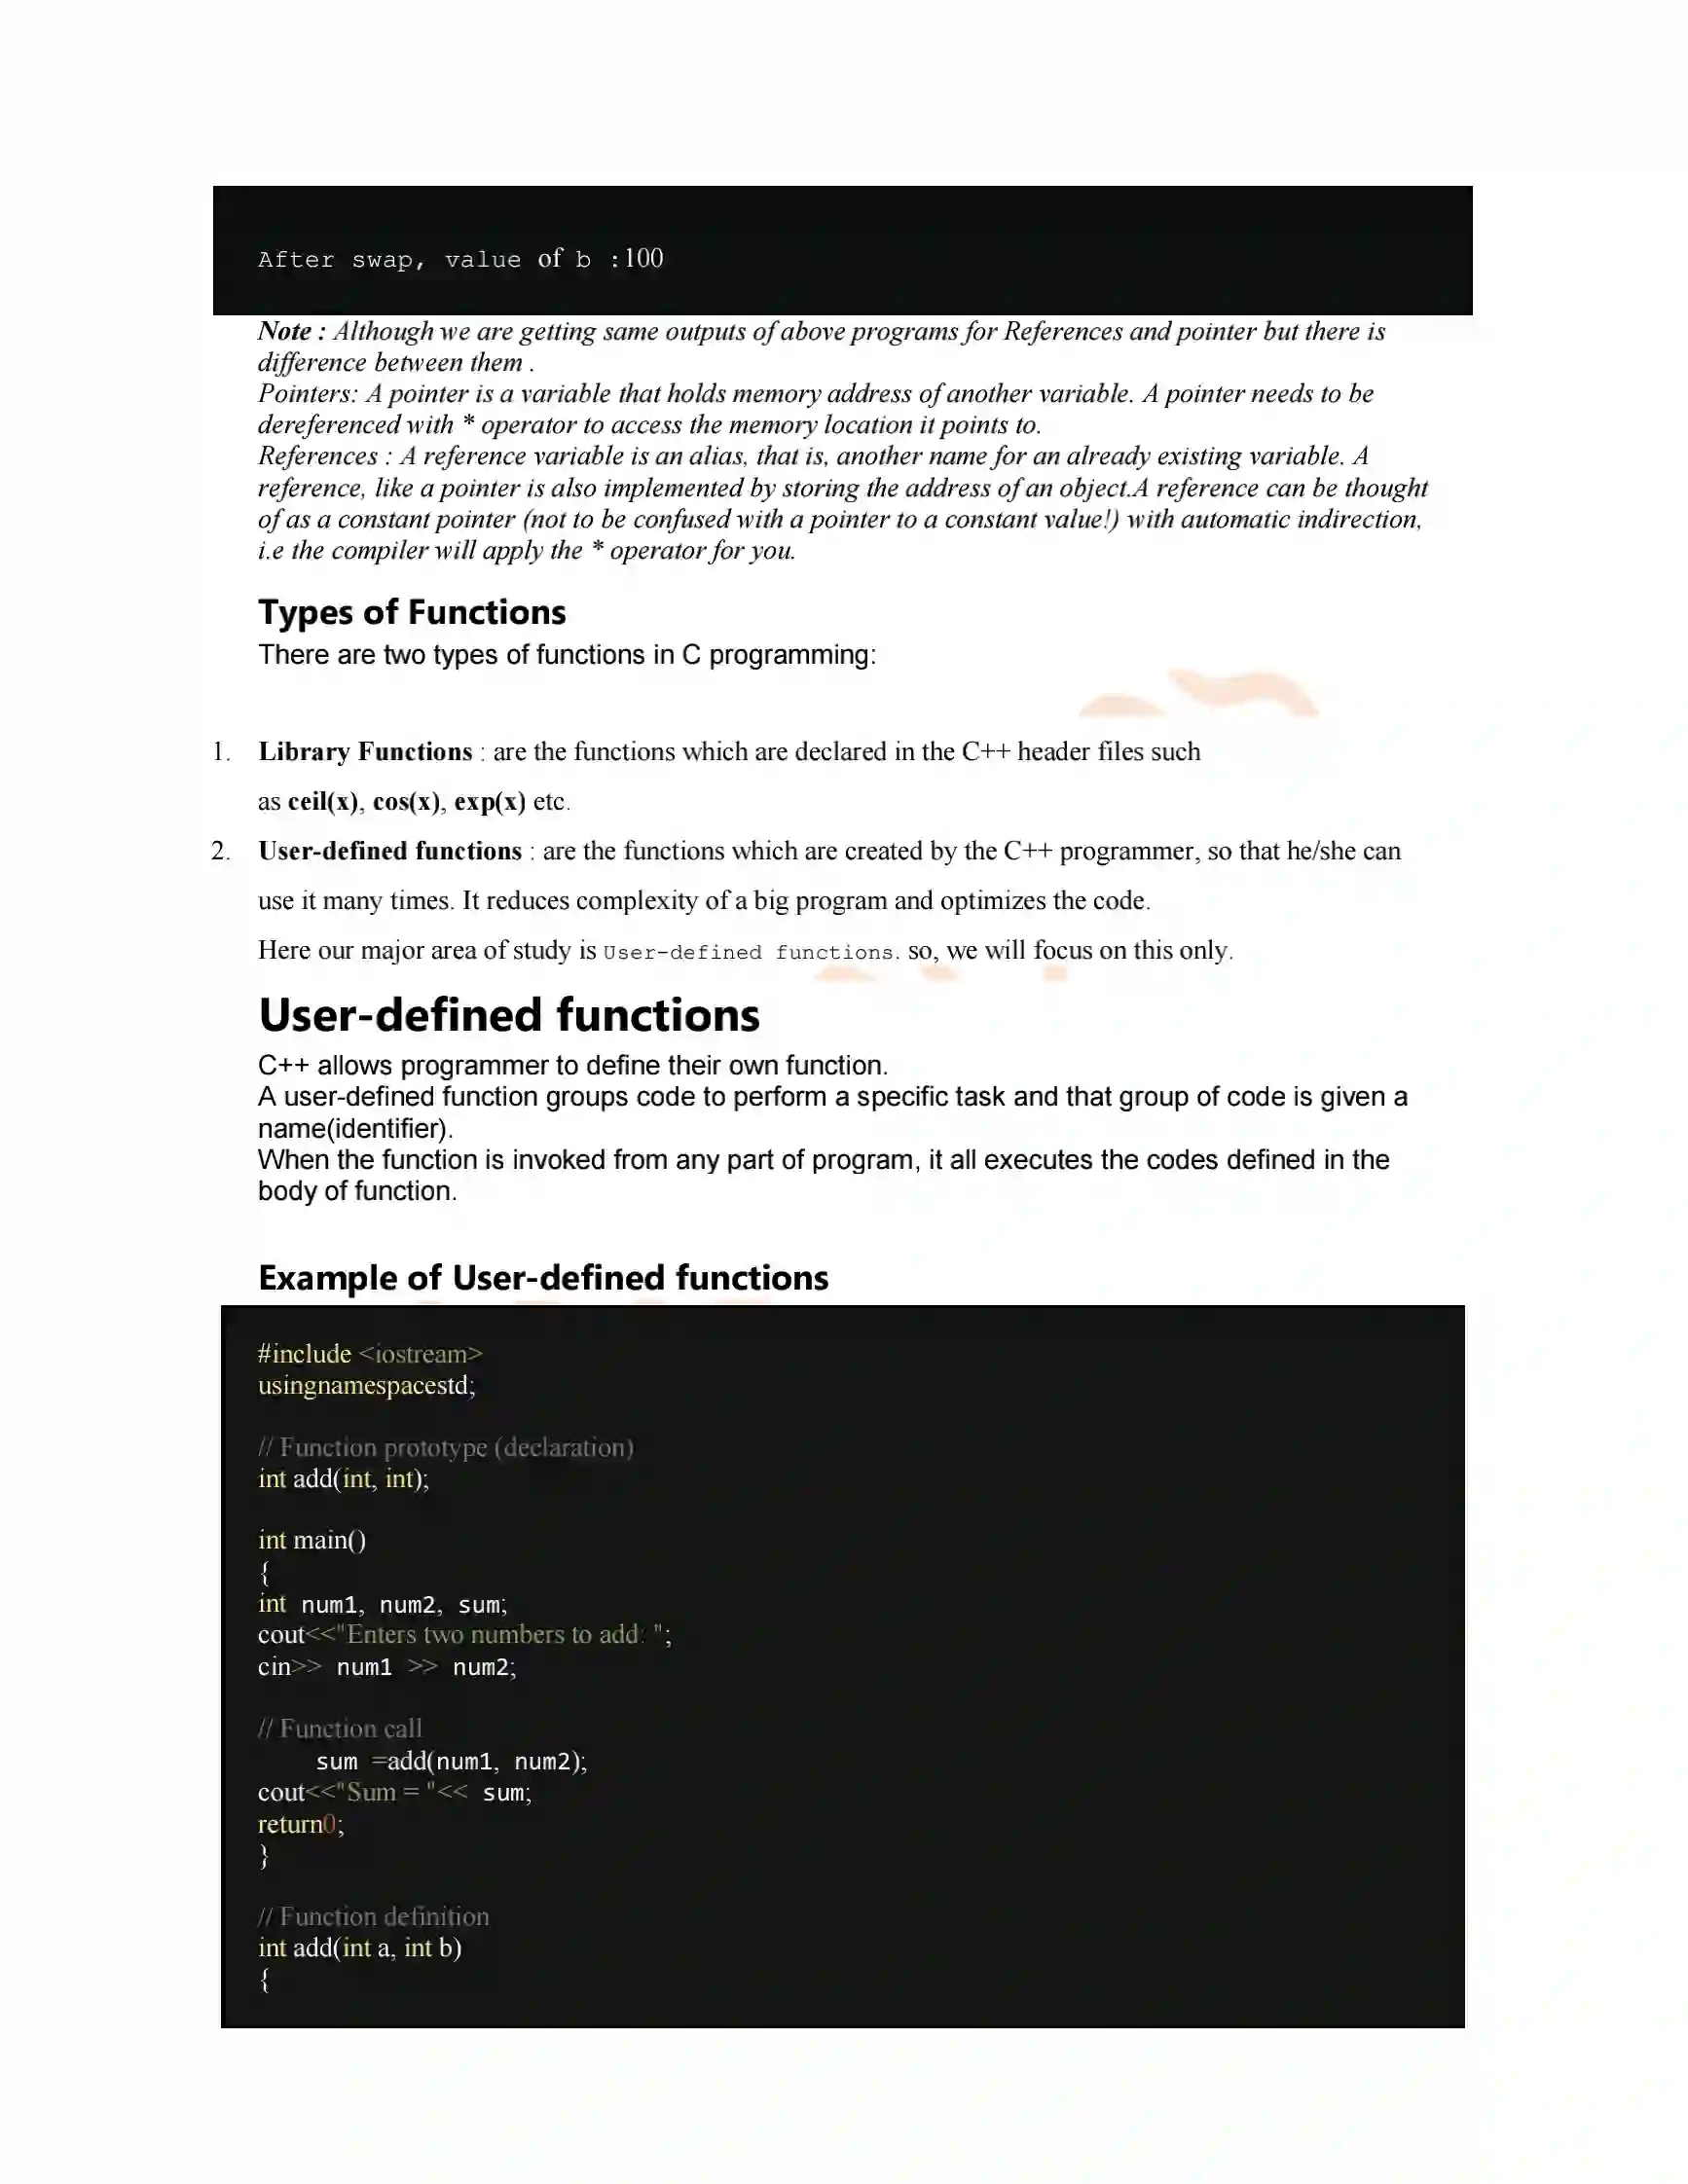 After swap, value of b :100
Note : Although we are getting same outputs of above programs for References and pointer but there is
difference between them .
Pointers: A pointer is a variable that holds memory address of another variable. A pointer needs to be
dereferenced with * operator to access the memory location it points to.
References : A reference variable is an alias, that is, another name for an already existing variable. A
reference, like a pointer is also implemented by storing the address of an object.A reference can be thought
of as a constant pointer (not to be confused with a pointer to a constant value!) with automatic indirection,
i.e the compiler will apply the * operator for you.
Types of Functions
There are two types of functions in C programming:
1. Library Functions : are the functions which are declared in the C++ header files such
as ceil(x), cos(x), exp(x) etc.
2. User-defined functions : are the functions which are created by the C++ programmer, so that he/she can
use it many times. It reduces complexity of a big program and optimizes the code.
Here our major area of study is User-defined functions. so, we will focus on this only.
User-defined functions
C++ allows programmer to define their own function.
A user-defined function groups code to perform a specific task and that group of code is given a
name(identifier).
When the function is invoked from any part of program, it all executes the codes defined in the
body of function.
Example of User-defined functions
#include <iostream>
usingnamespacestd;
// Function prototype (declaration)
int add(int, int);
int main()
{
int num1, num2, sum;
cout<<"Enters two numbers to add: ";
cin>> num1 >> num2;
// Function call
sum =add(num1, num2);
cout<<"Sum = "<< sum;
return0;
}
// Function definition
int add(int a, int b)
{